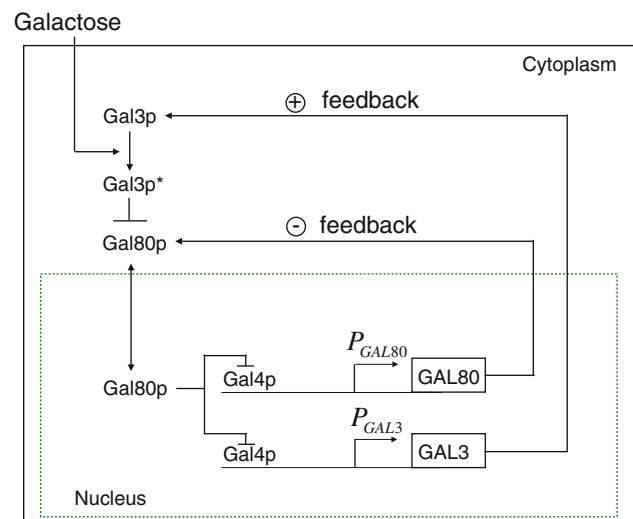 Galactose
Cytoplasm
+ feedback
Gal3p
Gal3p*
- feedback
Gal80p
P_GAL80
Gal80p
Gal4p
GAL80
P_GAL3
Gal4p
GAL3
Nucleus